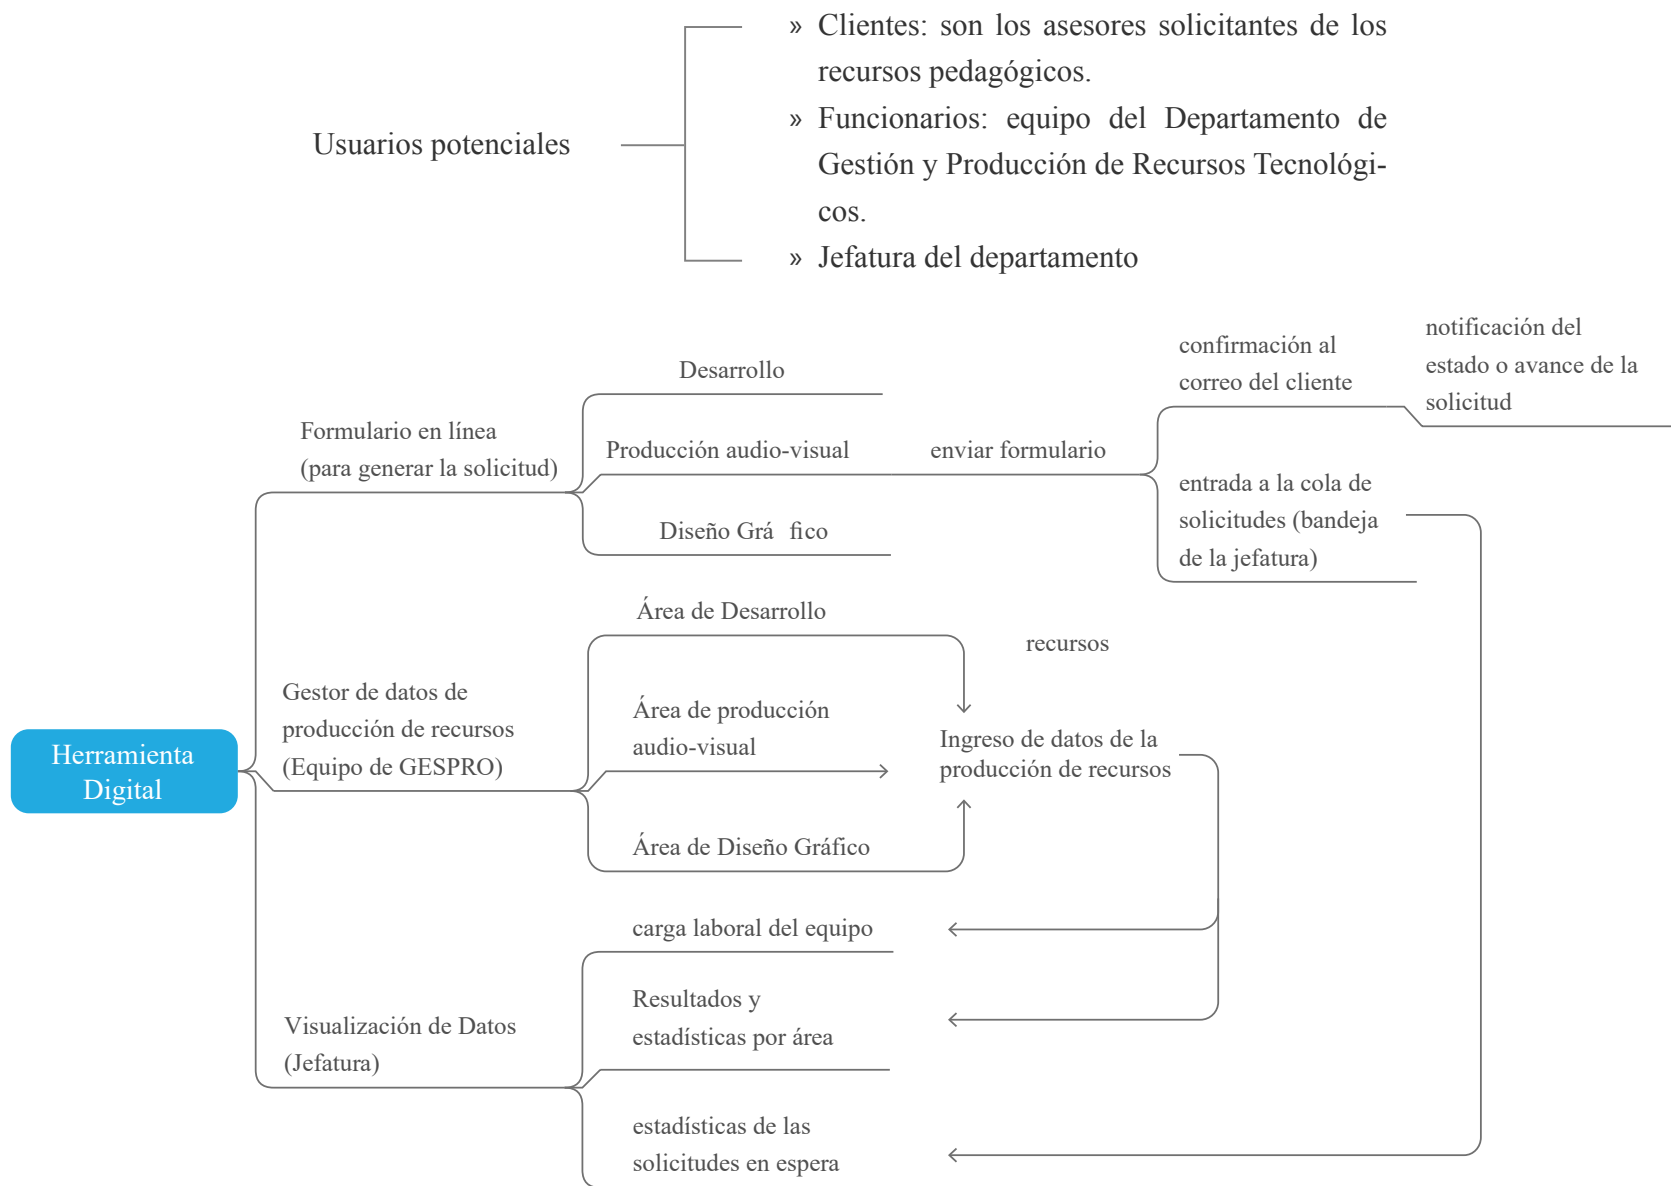 Usuarios potenciales
» Clientes: son los asesores solicitantes de los
recursos pedagógicos.
» Funcionarios: equipo del Departamento de
Gestión y Producción de Recursos Tecnológi-
cos.
» Jefatura del departamento
Herramienta
Digital
Formulario en línea
(para generar la solicitud)
Desarrollo
Producción audio-visual
Diseño Grá fico
enviar formulario
confirmación al
correo del cliente
notificación del
estado o avance de la
solicitud
entrada a la cola de
solicitudes (bandeja
de la jefatura)
Gestor de datos de
producción de recursos
(Equipo de GESPRO)
Área de Desarrollo
Área de producción
audio-visual
Área de Diseño Gráfico
recursos
Ingreso de datos de la
producción de recursos
Visualización de Datos
(Jefatura)
carga laboral del equipo
Resultados y
estadísticas por área
estadísticas de las
solicitudes en espera